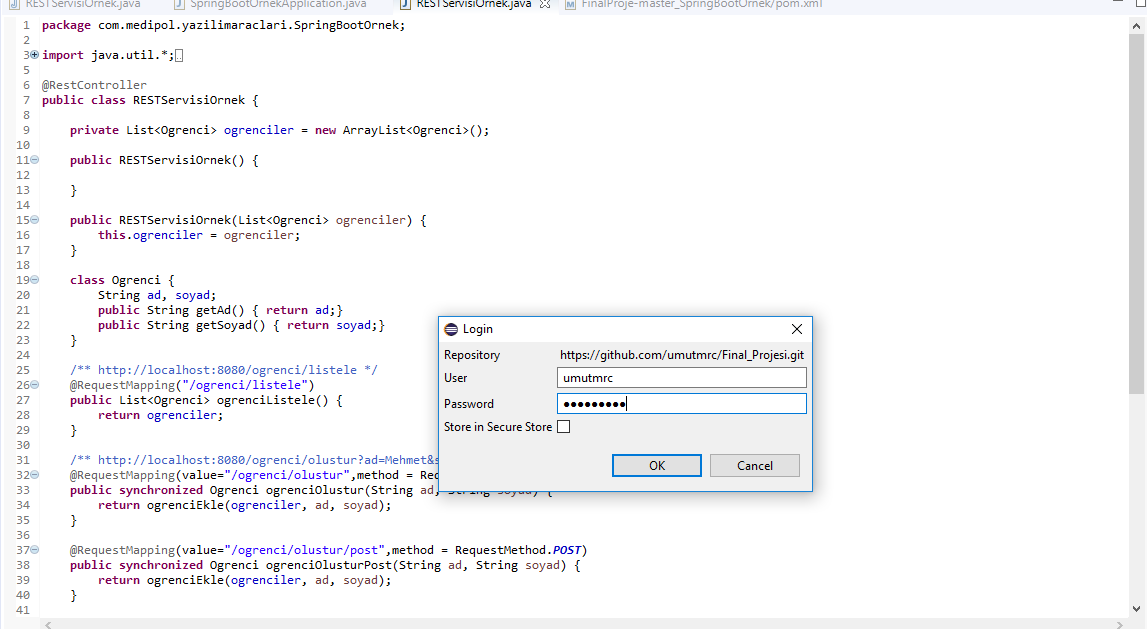 RESTServisiOrnek.java SpringBootOrnekApplication.java RESTServisiOrnek.java FinalProje-master_SpringBootOrnek/pom.xml
1 package com.medipol.yazilimaraclari.SpringBootOrnek;
2
3 import java.util.*;
5
6 @RestController
7 public class RESTServisiOrnek {
8
9 private List<Ogrenci> ogrenciler = new ArrayList<Ogrenci>();
10
11 public RESTServisiOrnek() {
12
13 }
14
15 public RESTServisiOrnek(List<Ogrenci> ogrenciler) {
16 this.ogrenciler = ogrenciler;
17 }
18
19 class Ogrenci {
20 String ad, soyad;
21 public String getAd() { return ad;}
22 public String getSoyad() { return soyad;}
23 }
24
25 /** http://localhost:8080/ogrenci/listele */
26 @RequestMapping("/ogrenci/listele")
27 public List<Ogrenci> ogrenciListele() {
28 return ogrenciler;
29 }
30
31 /** http://localhost:8080/ogrenci/olustur?ad=Mehmet&s
32 @RequestMapping(value="/ogrenci/olustur",method = Req
33 public synchronized Ogrenci ogrenciOlustur(String ad, String soyad) {
34 return ogrenciEkle(ogrenciler, ad, soyad);
35 }
36
37 @RequestMapping(value="/ogrenci/olustur/post",method = RequestMethod.POST)
38 public synchronized Ogrenci ogrenciOlusturPost(String ad, String soyad) {
39 return ogrenciEkle(ogrenciler, ad, soyad);
40 }
41
Login
Repository https://github.com/umutmrc/Final_Projesi.git
User umutmrc
Password •••••••••
Store in Secure Store
OK Cancel